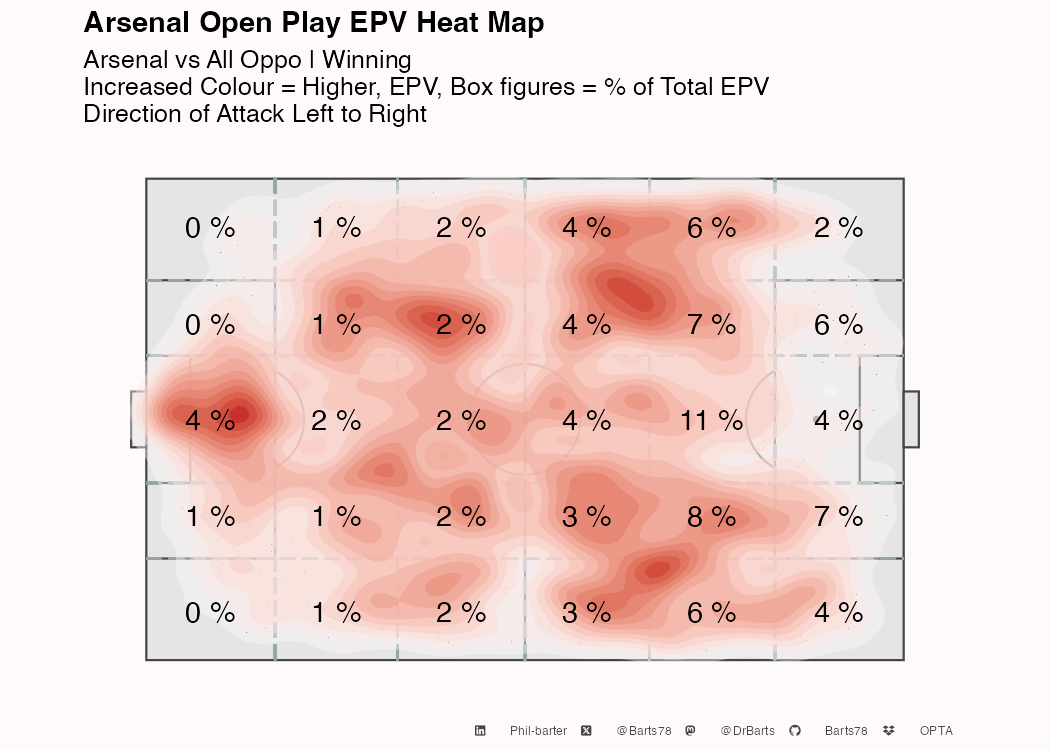 Arsenal Open Play EPV Heat Map
Arsenal vs All Oppo | Winning
Increased Colour = Higher, EPV, Box figures = % of Total EPV
Direction of Attack Left to Right
0 % 1 % 2 % 4 % 6 % 2 %
0 % 1 % 2 % 4 % 7 % 6 %
4 % 2 % 2 % 4 % 11 % 4 %
1 % 1 % 2 % 3 % 8 % 7 %
0 % 1 % 2 % 3 % 6 % 4 %
Phil-barter @Barts78 @DrBarts Barts78 OPTA